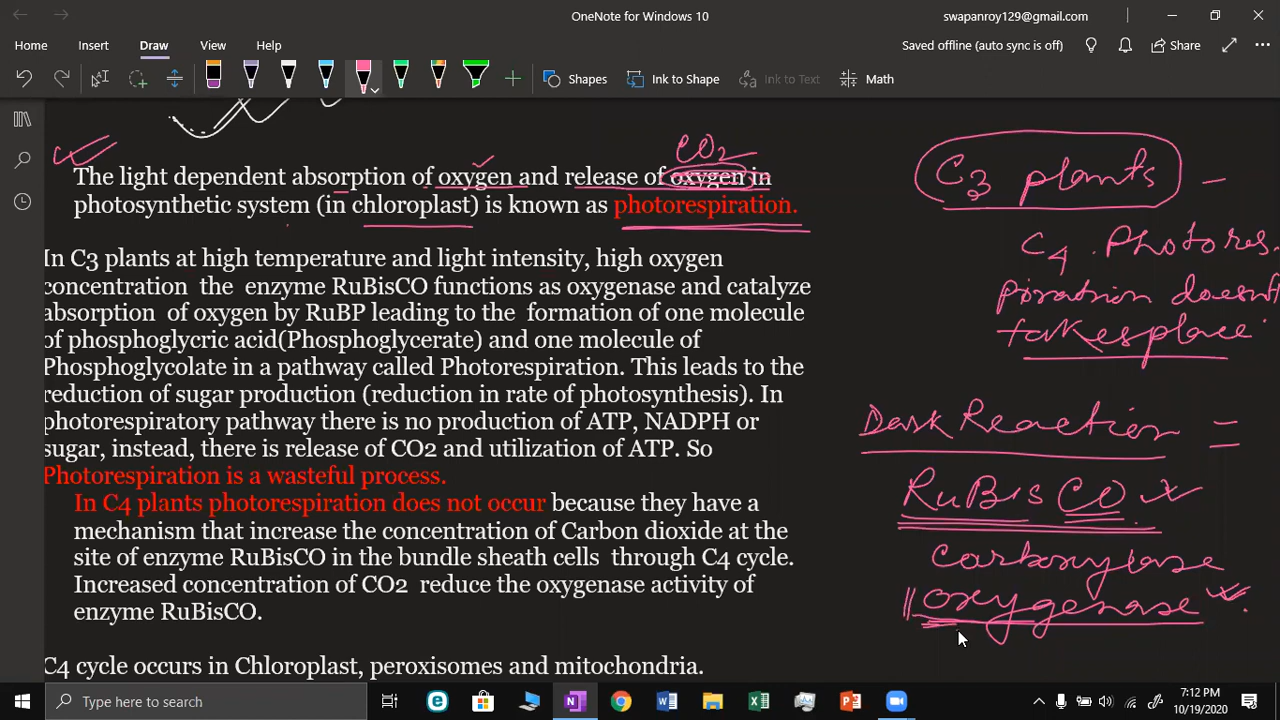 OneNote for Windows 10
swapanroy129@gmail.com
Home Insert Draw View Help
Saved offline (auto sync is off)
Share
Shapes
Ink to Shape
Ink to Text
Math
CO2
The light dependent absorption of oxygen and release of oxygen in
photosynthetic system (in chloroplast) is known as photorespiration.
In C3 plants at high temperature and light intensity, high oxygen
concentration the enzyme RuBisCO functions as oxygenase and catalyze
absorption of oxygen by RuBP leading to the formation of one molecule
of phosphoglycric acid(Phosphoglycerate) and one molecule of
Phosphoglycolate in a pathway called Photorespiration. This leads to the
reduction of sugar production (reduction in rate of photosynthesis). In
photorespiratory pathway there is no production of ATP, NADPH or
sugar, instead, there is release of CO2 and utilization of ATP. So
Photorespiration is a wasteful process.
In C4 plants photorespiration does not occur because they have a
mechanism that increase the concentration of Carbon dioxide at the
site of enzyme RuBisCO in the bundle sheath cells through C4 cycle.
Increased concentration of CO2 reduce the oxygenase activity of
enzyme RuBisCO.
C4 cycle occurs in Chloroplast, peroxisomes and mitochondria.
C3 plants -
C4 . Photores.
piration doesn't
takes place.
Dark Reaction =
RuBisCO
Carboxylase
oxygenase
Type here to search
7:12 PM
10/19/2020